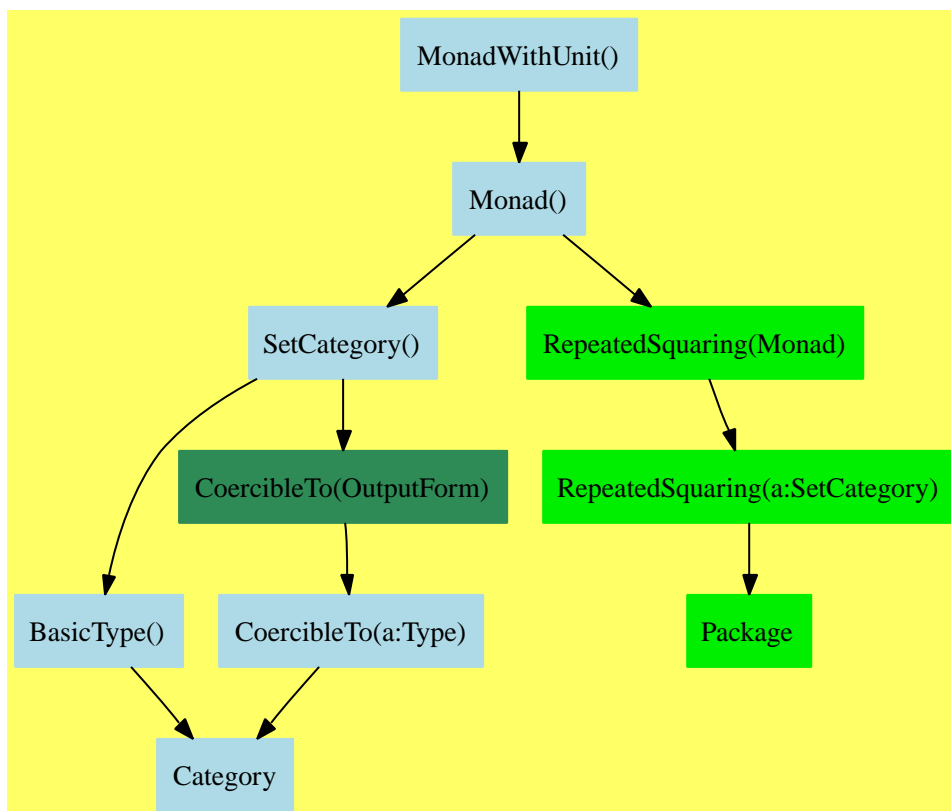 MonadWithUnit()
Monad()
SetCategory()
RepeatedSquaring(Monad)
CoercibleTo(OutputForm)
RepeatedSquaring(a:SetCategory)
BasicType()
CoercibleTo(a:Type)
Package
Category